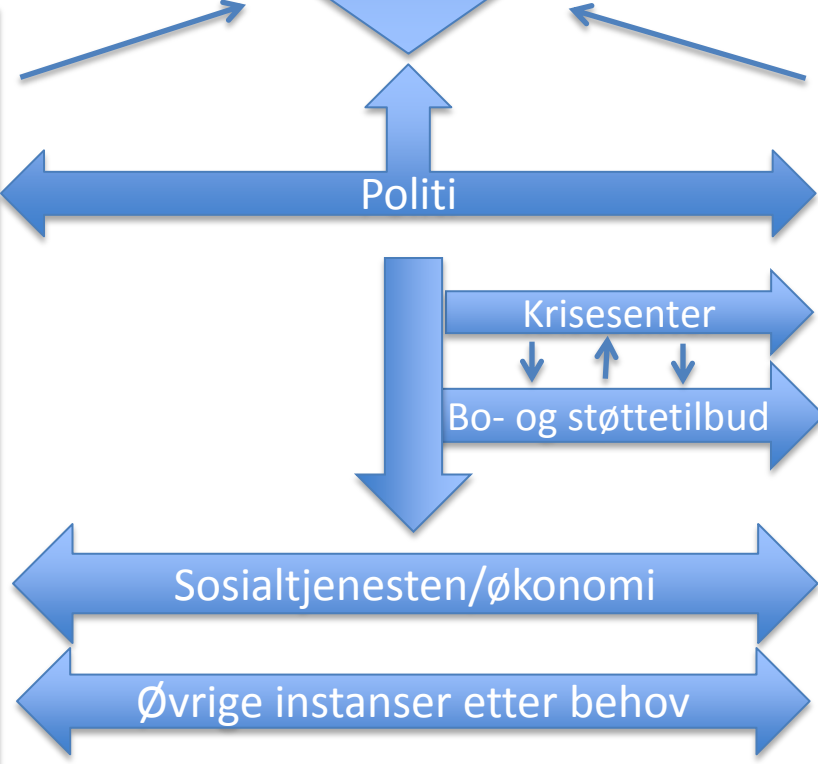 Politi
Krisesenter
Bo- og støttetilbud
Sosialtjenesten/økonomi
Øvrige instanser etter behov